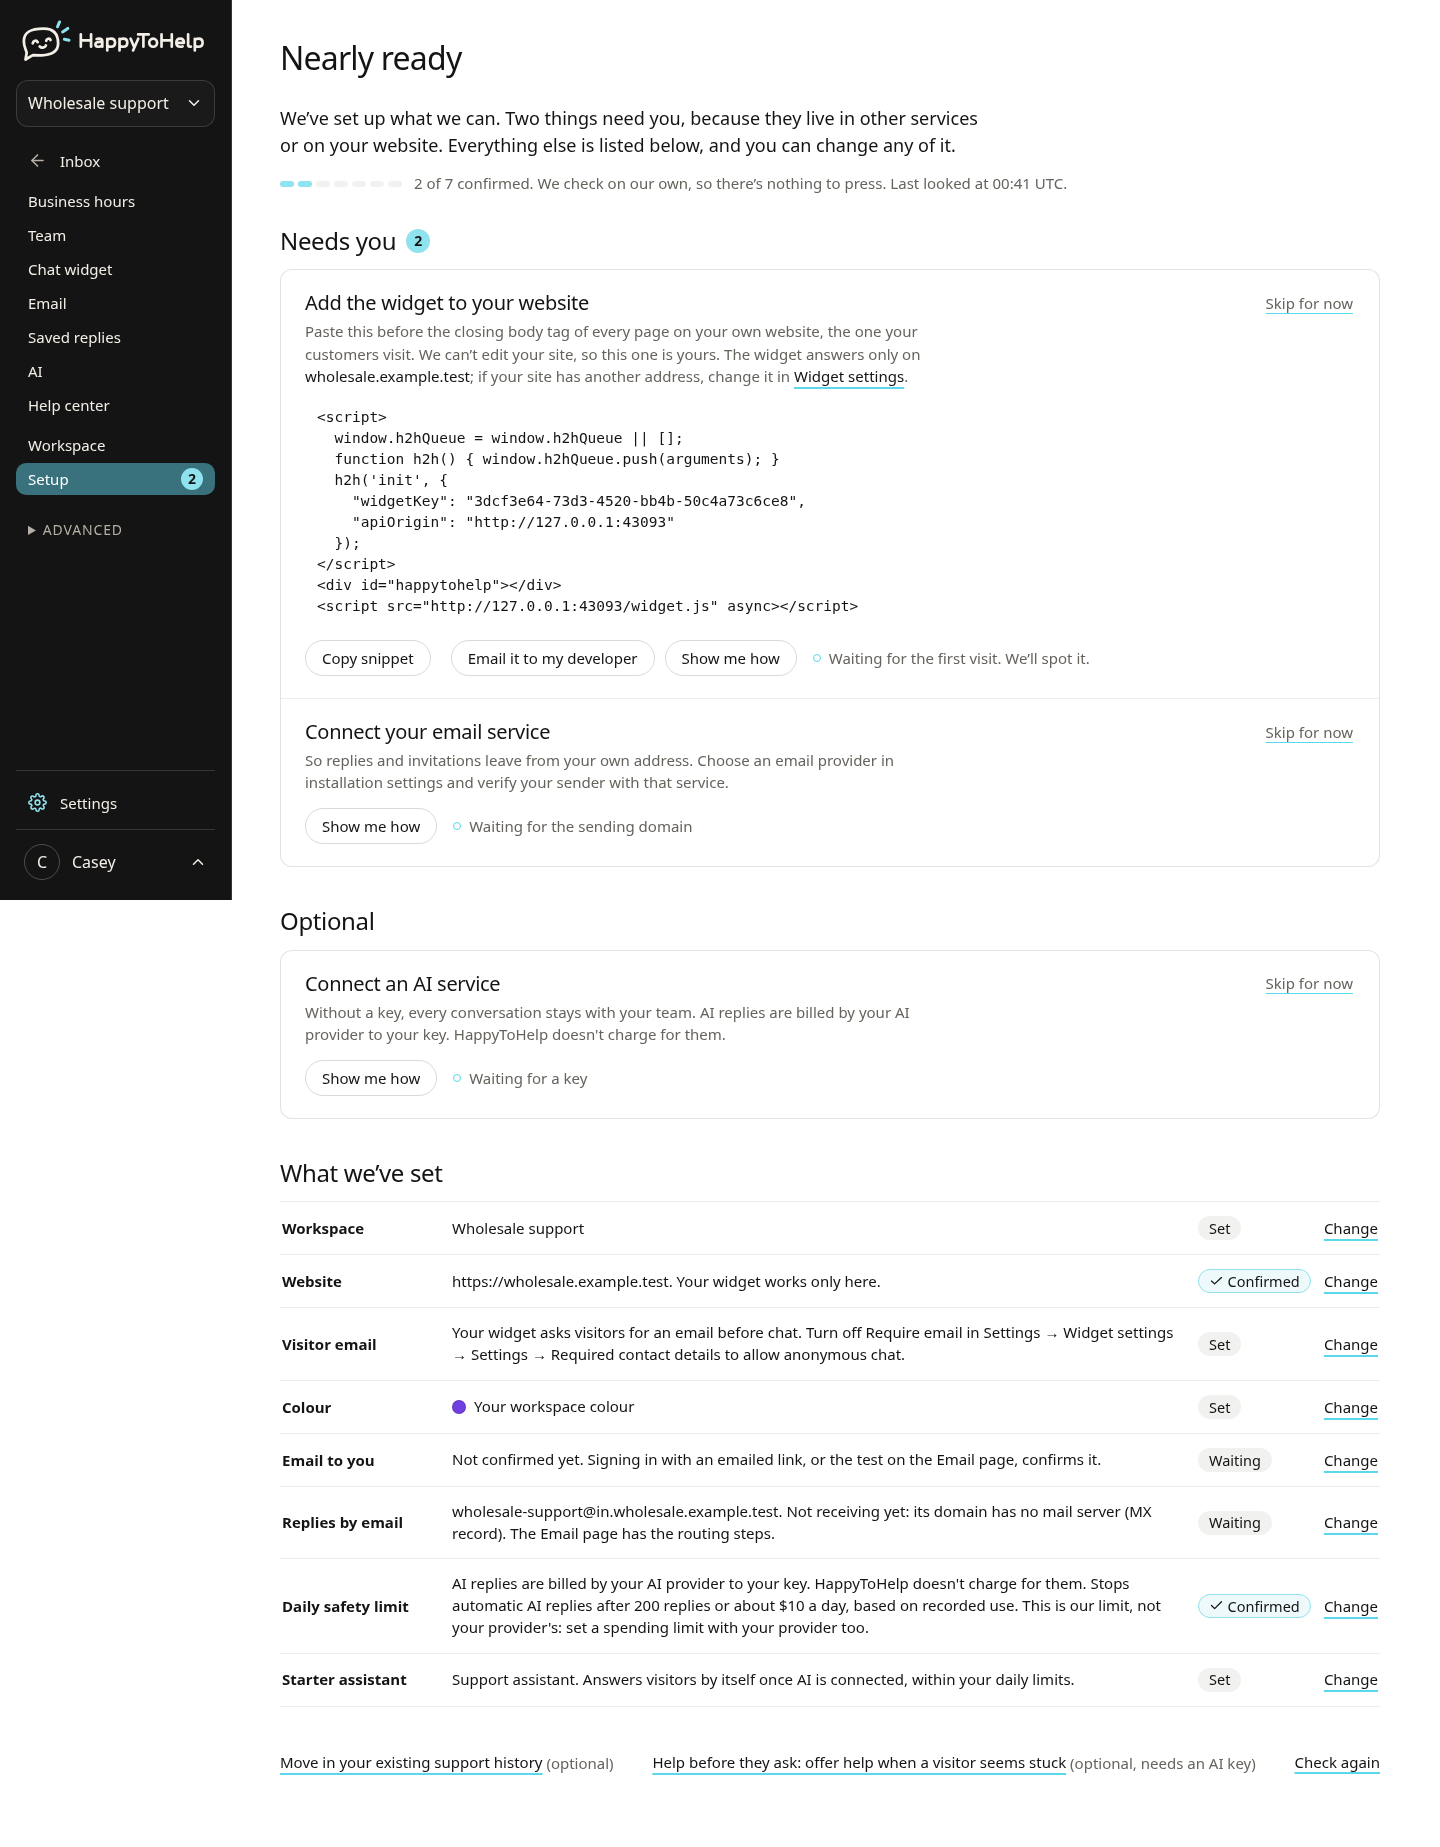 HappyToHelp
Wholesale support
Inbox
Business hours
Team
Chat widget
Email
Saved replies
AI
Help center
Workspace
Setup 2
ADVANCED
Settings
C Casey
Nearly ready
We’ve set up what we can. Two things need you, because they live in other services
or on your website. Everything else is listed below, and you can change any of it.
2 of 7 confirmed. We check on our own, so there’s nothing to press. Last looked at 00:41 UTC.
Needs you 2
Add the widget to your website
Skip for now
Paste this before the closing body tag of every page on your own website, the one your
customers visit. We can’t edit your site, so this one is yours. The widget answers only on
wholesale.example.test; if your site has another address, change it in Widget settings.
<script>
  window.h2hQueue = window.h2hQueue || [];
  function h2h() { window.h2hQueue.push(arguments); }
  h2h('init', {
    "widgetKey": "3dcf3e64-73d3-4520-bb4b-50c4a73c6ce8",
    "apiOrigin": "http://127.0.0.1:43093"
  });
</script>
<div id="happytohelp"></div>
<script src="http://127.0.0.1:43093/widget.js" async></script>
Copy snippet Email it to my developer Show me how Waiting for the first visit. We’ll spot it.
Connect your email service
Skip for now
So replies and invitations leave from your own address. Choose an email provider in
installation settings and verify your sender with that service.
Show me how Waiting for the sending domain
Optional
Connect an AI service
Skip for now
Without a key, every conversation stays with your team. AI replies are billed by your AI
provider to your key. HappyToHelp doesn't charge for them.
Show me how Waiting for a key
What we’ve set
Workspace Wholesale support Set Change
Website https://wholesale.example.test. Your widget works only here. ✓ Confirmed Change
Visitor email Your widget asks visitors for an email before chat. Turn off Require email in Settings → Widget settings
→ Settings → Required contact details to allow anonymous chat. Set Change
Colour Your workspace colour Set Change
Email to you Not confirmed yet. Signing in with an emailed link, or the test on the Email page, confirms it. Waiting Change
Replies by email wholesale-support@in.wholesale.example.test. Not receiving yet: its domain has no mail server (MX
record). The Email page has the routing steps. Waiting Change
Daily safety limit AI replies are billed by your AI provider to your key. HappyToHelp doesn't charge for them. Stops
automatic AI replies after 200 replies or about $10 a day, based on recorded use. This is our limit, not
your provider's: set a spending limit with your provider too. ✓ Confirmed Change
Starter assistant Support assistant. Answers visitors by itself once AI is connected, within your daily limits. Set Change
Move in your existing support history (optional) Help before they ask: offer help when a visitor seems stuck (optional, needs an AI key) Check again